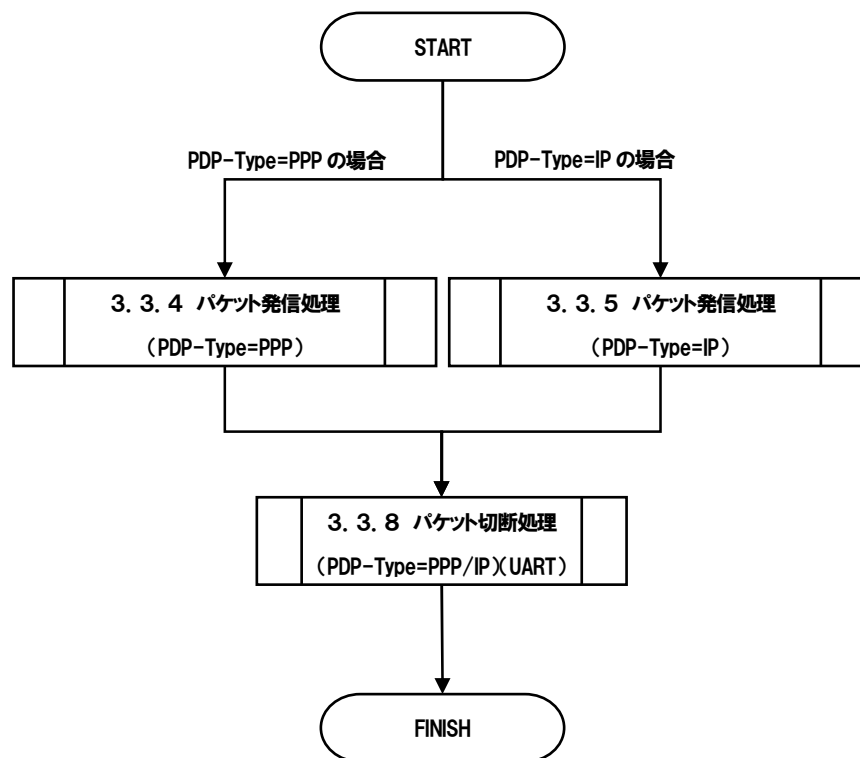 START
PDP-Type=PPP の場合
PDP-Type=IP の場合
3．3．4 パケット発信処理
（PDP-Type=PPP）
3．3．5 パケット発信処理
（PDP-Type=IP）
3．3．8 パケット切断処理
（PDP-Type=PPP/IP）（UART）
FINISH